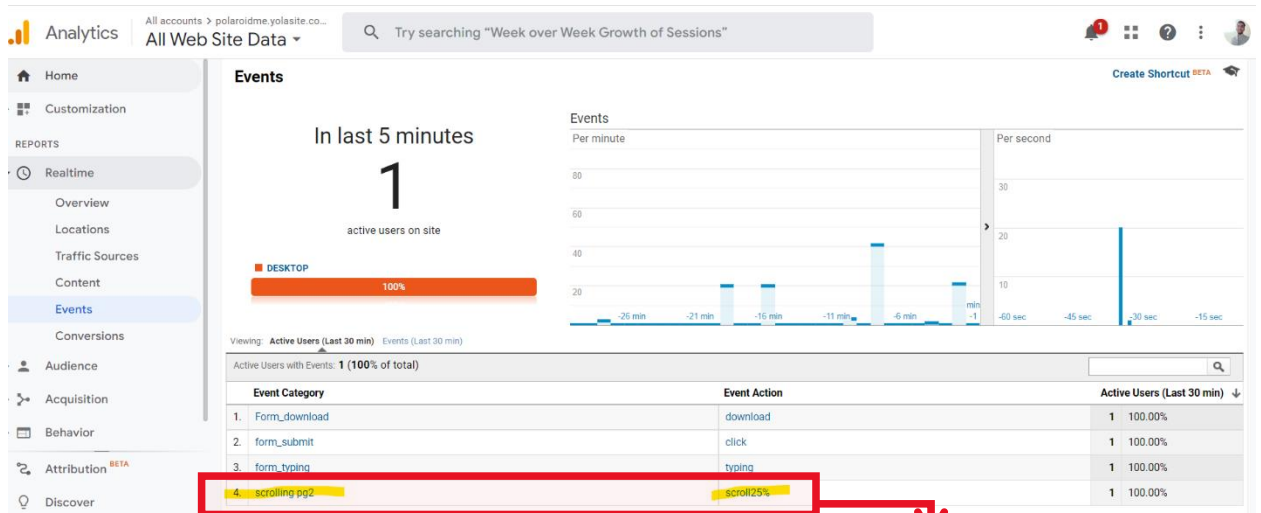 Analytics
All accounts > polaroidme.yolasite.co...
All Web Site Data
Try searching "Week over Week Growth of Sessions"
1
Home
Customization
REPORTS
Realtime
Overview
Locations
Traffic Sources
Content
Events
Conversions
Audience
Acquisition
Behavior
Attribution BETA
Discover
Events
Create Shortcut BETA
In last 5 minutes
1
active users on site
DESKTOP
100%
Events
Per minute
80
60
40
20
-26 min -21 min -16 min -11 min -6 min min -1
Per second
30
20
10
-60 sec -45 sec -30 sec -15 sec
Viewing: Active Users (Last 30 min) Events (Last 30 min)
Active Users with Events: 1 (100% of total)
Event Category Event Action Active Users (Last 30 min)
1. Form_download download 1 100.00%
2. form_submit click 1 100.00%
3. form_typing typing 1 100.00%
4. scrolling pg2 scroll25% 1 100.00%